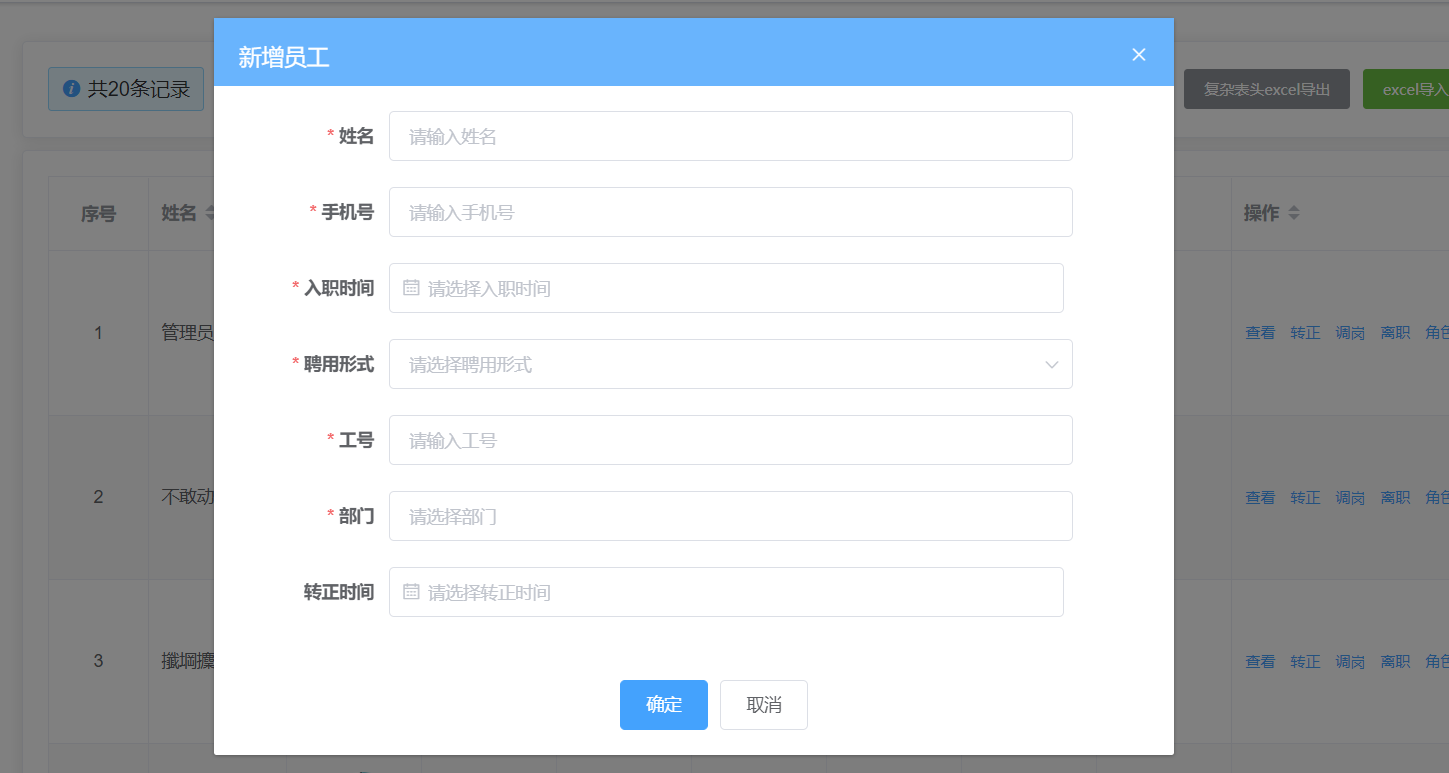 新增员工
共20条记录
复杂表头excel导出
excel导入
* 姓名
请输入姓名
* 手机号
请输入手机号
* 入职时间
请选择入职时间
* 聘用形式
请选择聘用形式
* 工号
请输入工号
* 部门
请选择部门
转正时间
请选择转正时间
确定
取消
序号
姓名
操作
1
管理员
查看 转正 调岗 离职 角色
2
不敢动
查看 转正 调岗 离职 角色
3
查看 转正 调岗 离职 角色